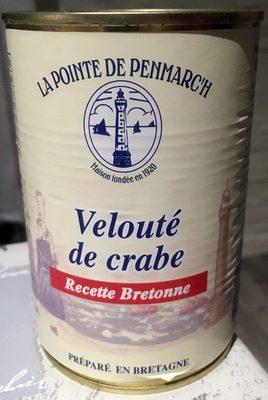 LA POINTE DE PENMARC'H
Maison fondée en 1920
Velouté
de crabe
Recette Bretonne
PRÉPARÉ EN BRETAGNE